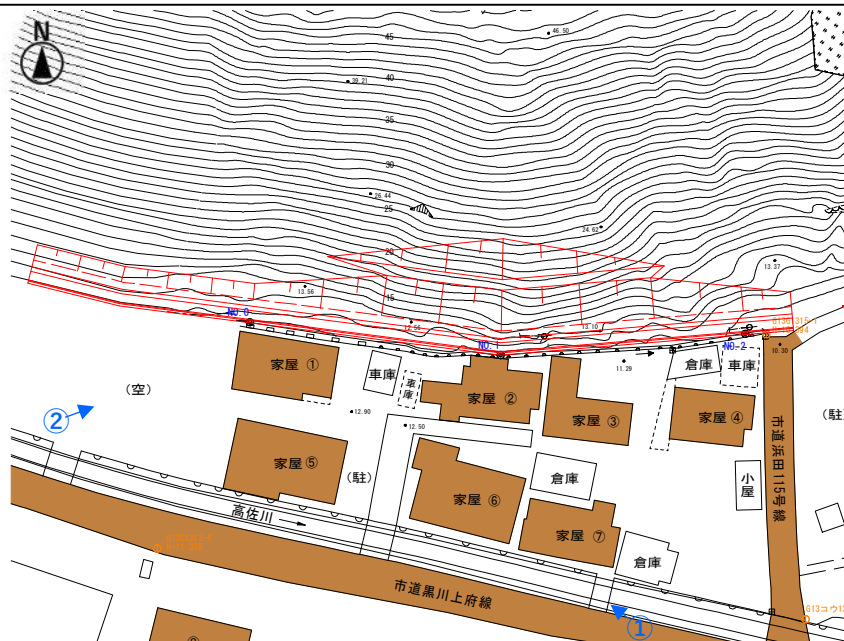 N
46.50
45
40
39.21
35
30
26.44
25
24.62
20
13.37
15
13.56
NO.0
12.56
13.10
NO.1
NO.2
10.30
11.29
家屋 ①
車庫
車庫
家屋 ②
家屋 ③
倉庫
車庫
家屋 ④
(空)
②
12.90
12.50
(駐)
市道浜田115号線
家屋 ⑤
(駐)
家屋 ⑥
倉庫
小屋
高佐川
家屋 ⑦
倉庫
市道黒川上府線
①